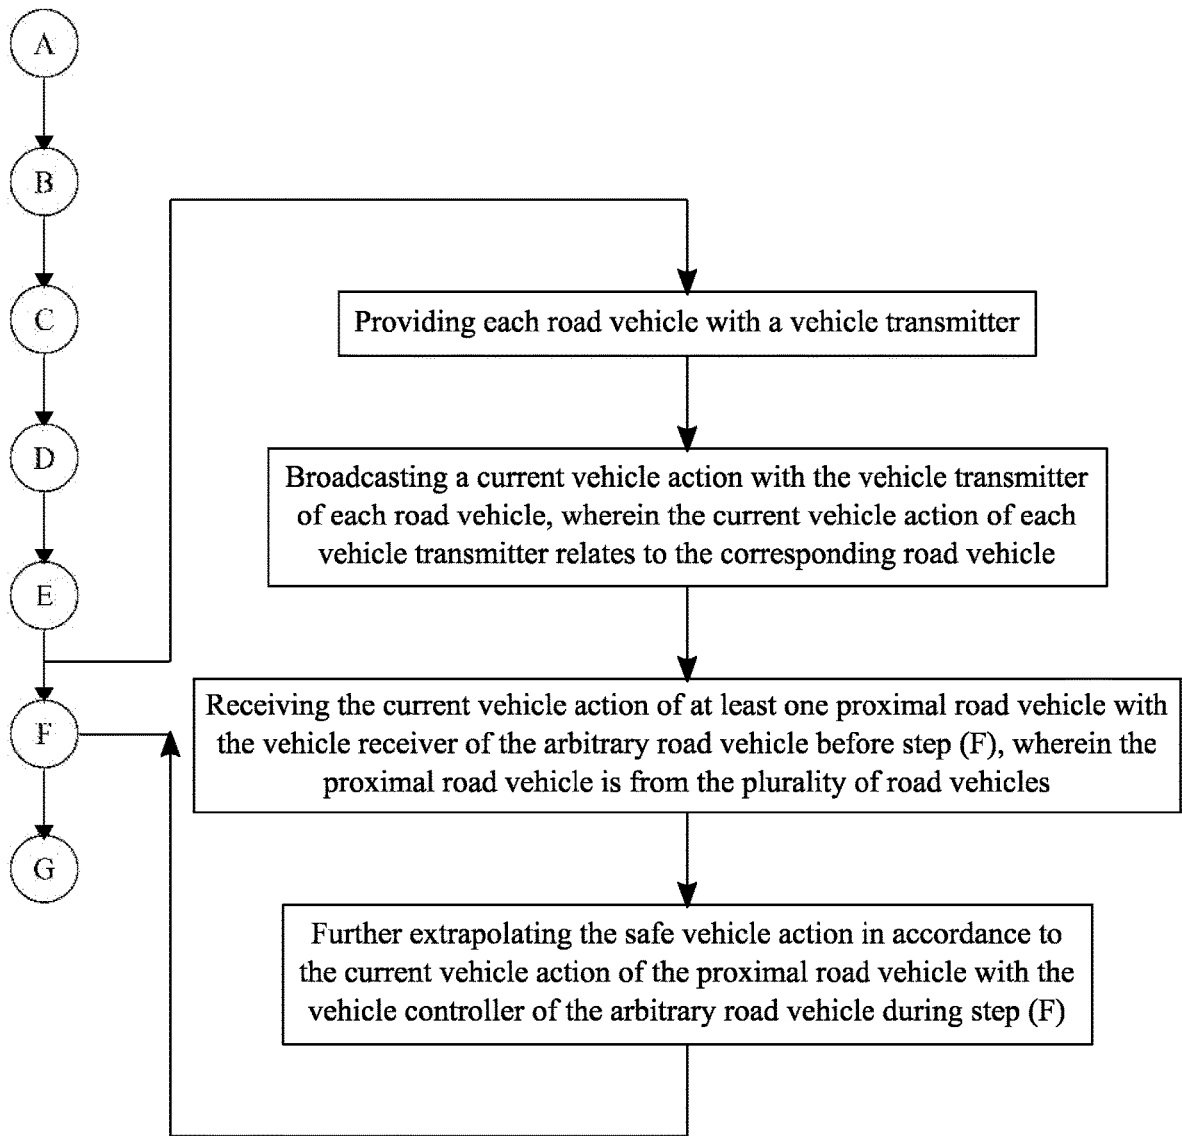 A
B
C
D
E
F
G
Providing each road vehicle with a vehicle transmitter
Broadcasting a current vehicle action with the vehicle transmitter
of each road vehicle, wherein the current vehicle action of each
vehicle transmitter relates to the corresponding road vehicle
Receiving the current vehicle action of at least one proximal road vehicle with
the vehicle receiver of the arbitrary road vehicle before step (F), wherein the
proximal road vehicle is from the plurality of road vehicles
Further extrapolating the safe vehicle action in accordance to
the current vehicle action of the proximal road vehicle with the
vehicle controller of the arbitrary road vehicle during step (F)